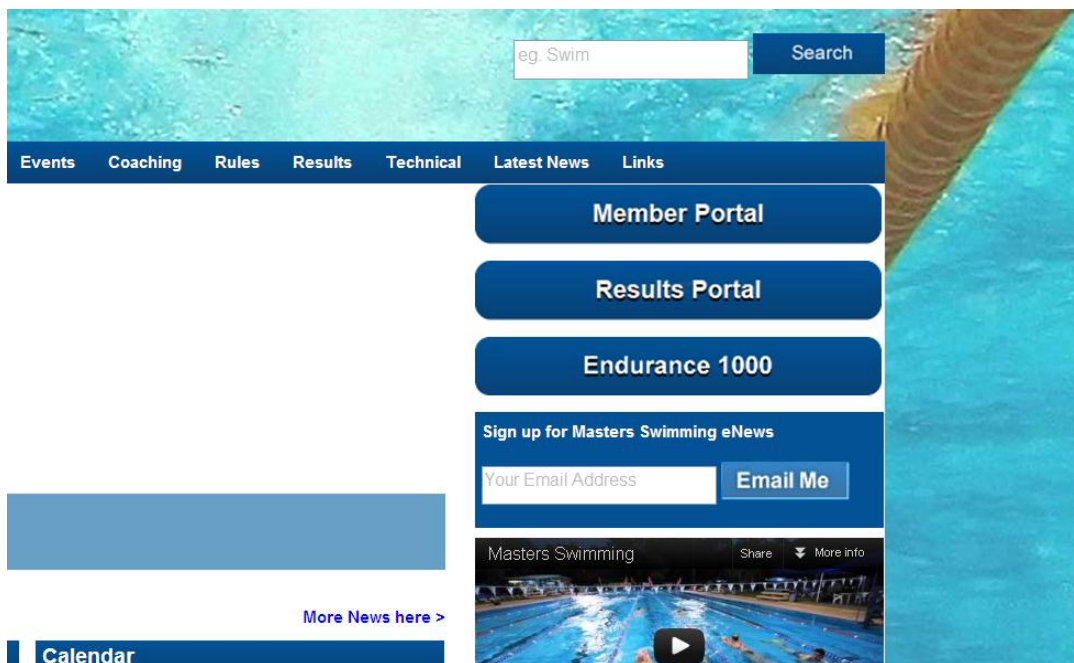 eg. Swim
Search
Events Coaching Rules Results Technical Latest News Links
Member Portal
Results Portal
Endurance 1000
Sign up for Masters Swimming eNews
Your Email Address
Email Me
Masters Swimming
Share
More info
More News here >
Calendar